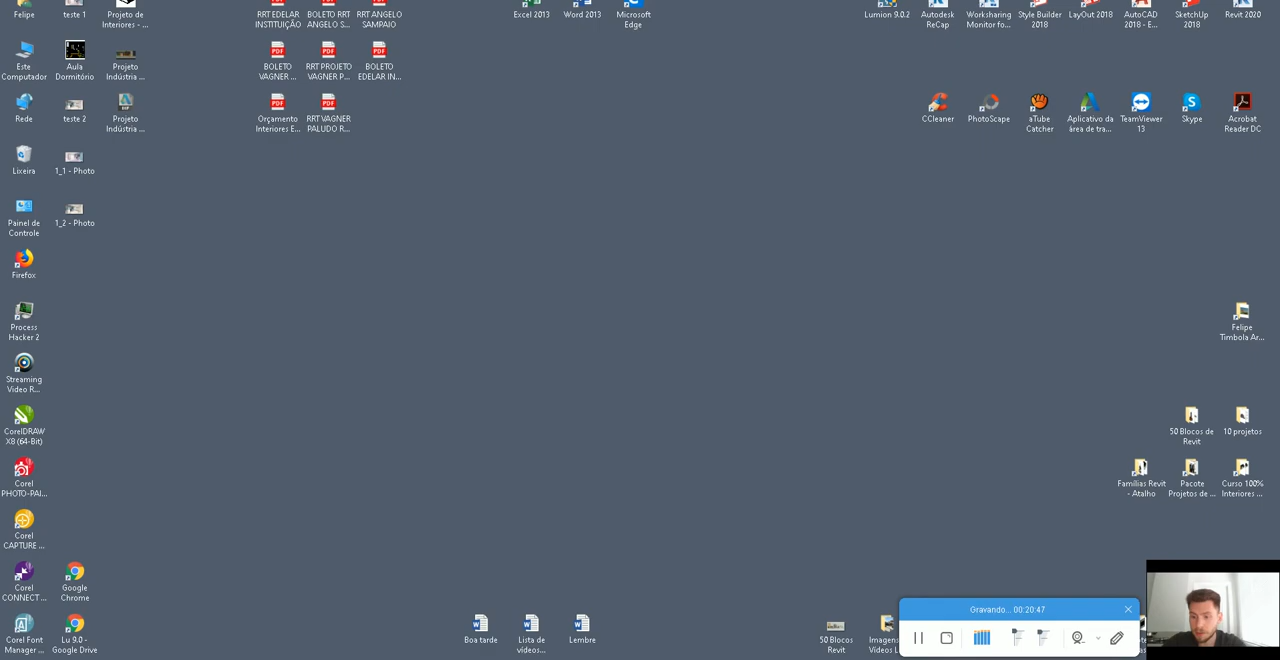 Felipe
teste 1
Projeto de
Interiores - ...
RRT EDELAR
INSTITUIÇÃO
BOLETO RRT
ANGELO S...
RRT ANGELO
SAMPAIO
Excel 2013
Word 2013
Microsoft
Edge
Lumion 9.0.2
Autodesk
ReCap
Worksharing
Monitor fo...
Style Builder
2018
LayOut 2018
AutoCAD
2018 - E...
SketchUp
2018
Revit 2020
Este
Computador
Aula
Dormitório
Projeto
Indústria ...
BOLETO
VAGNER ...
RRT PROJETO
VAGNER P...
BOLETO
EDELAR IN...
Rede
teste 2
Projeto
Indústria ...
Orçamento
Interiores E...
RRT VAGNER
PALUDO R...
CCleaner
PhotoScape
aTube
Catcher
Aplicativo da
área de tra...
TeamViewer
13
Skype
Acrobat
Reader DC
Lixeira
1_1 - Photo
Painel de
Controle
1_2 - Photo
Firefox
Process
Hacker 2
Felipe
Timbola Ar...
Streaming
Video R...
CorelDRAW
X8 (64-Bit)
50 Blocos de
Revit
10 projetos
Corel
PHOTO-PAI...
Famílias Revit
- Atalho
Pacote
Projetos de ...
Curso 100%
Interiores ...
Corel
CAPTURE ...
Corel
CONNECT ...
Google
Chrome
Corel Font
Manager ...
Lu 9.0 -
Google Drive
Boa tarde
Lista de
vídeos...
Lembre
50 Blocos
Revit
Imagens
Vídeos L
Gravando... 00:20:47